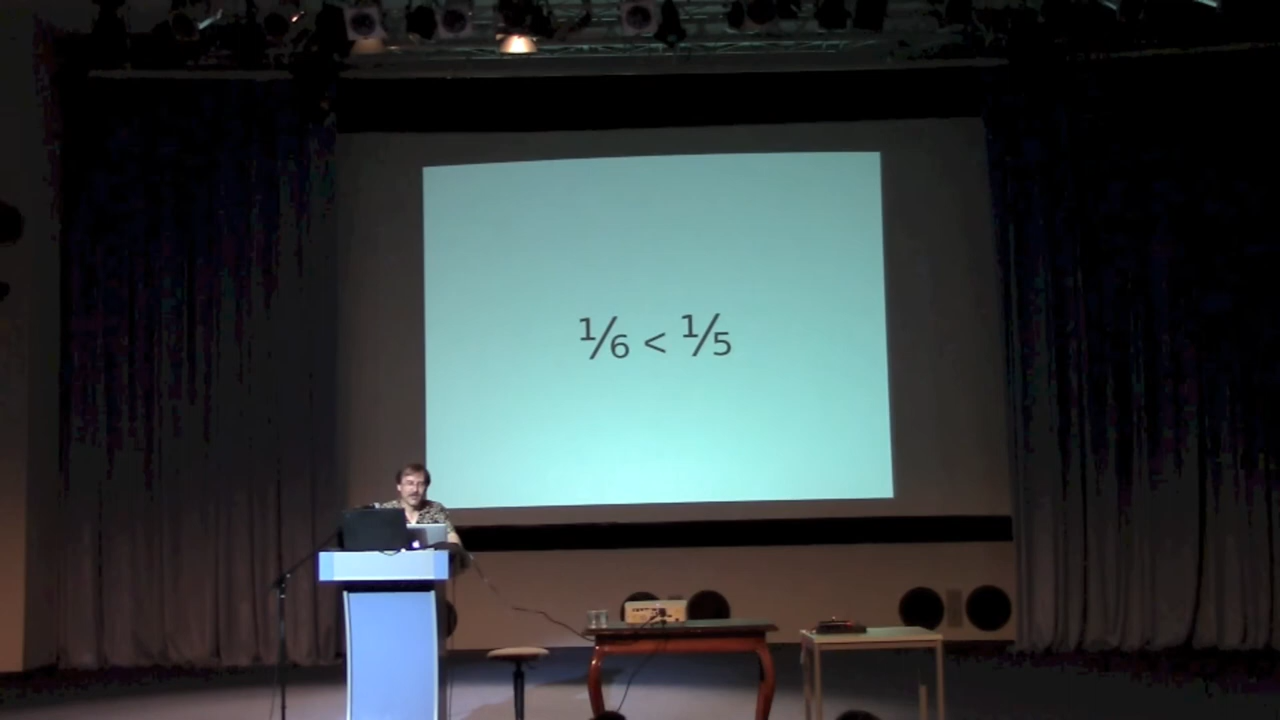 ⅙ < ⅕